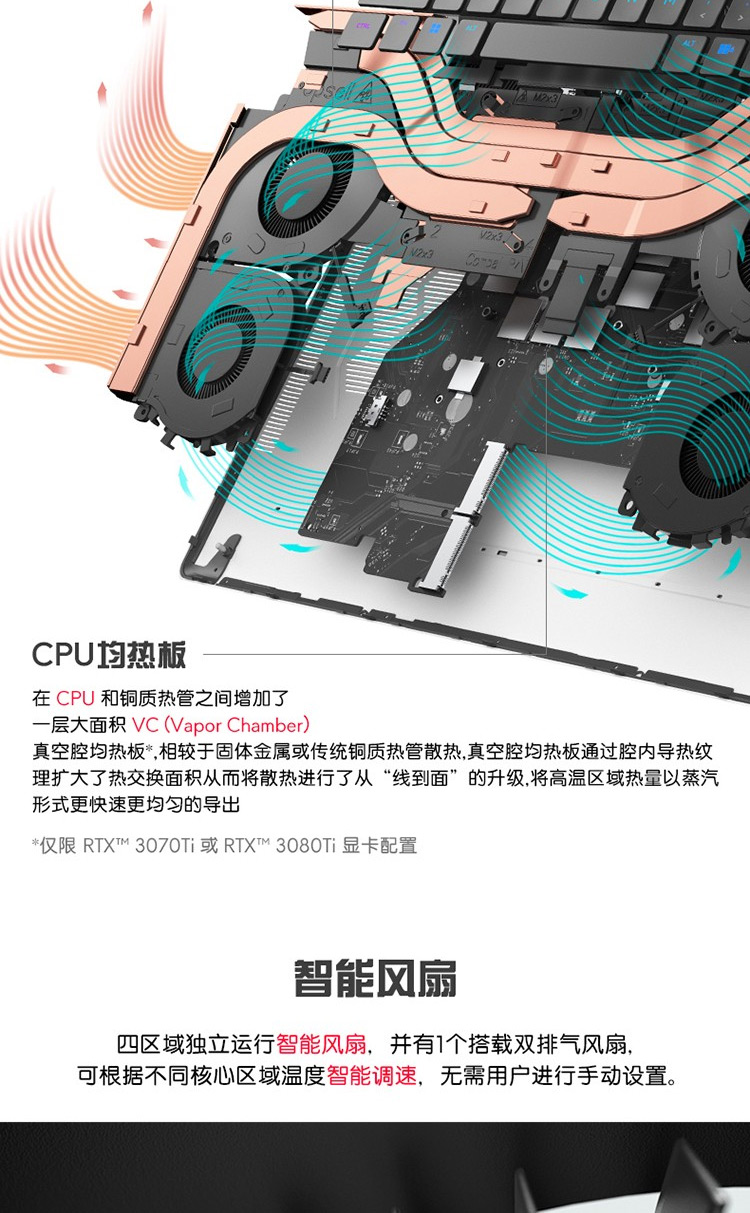 CTRL
ALT
ALT
M2x3
2
M2x3
M2x3
CPU均热板
在 CPU 和铜质热管之间增加了
一层大面积 VC (Vapor Chamber)
真空腔均热板*,相较于固体金属或传统铜质热管散热,真空腔均热板通过腔内导热纹
理扩大了热交换面积从而将散热进行了从“线到面”的升级,将高温区域热量以蒸汽
形式更快速更均匀的导出
*仅限 RTX™ 3070Ti 或 RTX™ 3080Ti 显卡配置
智能风扇
四区域独立运行智能风扇，并有1个搭载双排气风扇,
可根据不同核心区域温度智能调速，无需用户进行手动设置。